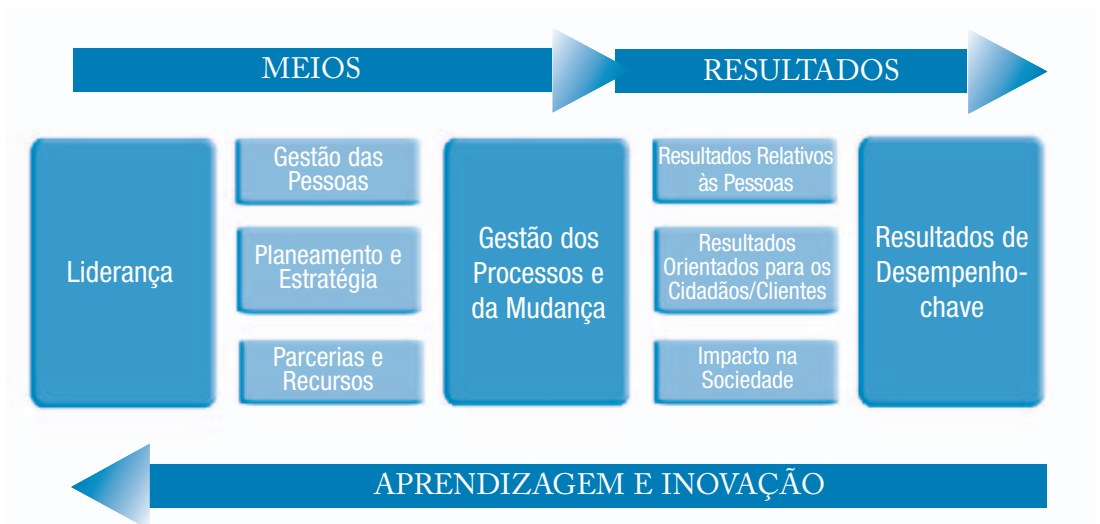 MEIOS
RESULTADOS
Liderança
Gestão das
Pessoas
Planeamento e
Estratégia
Parcerias e
Recursos
Gestão dos
Processos e
da Mudança
Resultados Relativos
às Pessoas
Resultados
Orientados para os
Cidadãos/Clientes
Impacto na
Sociedade
Resultados de
Desempenho-
chave
APRENDIZAGEM E INOVAÇÃO